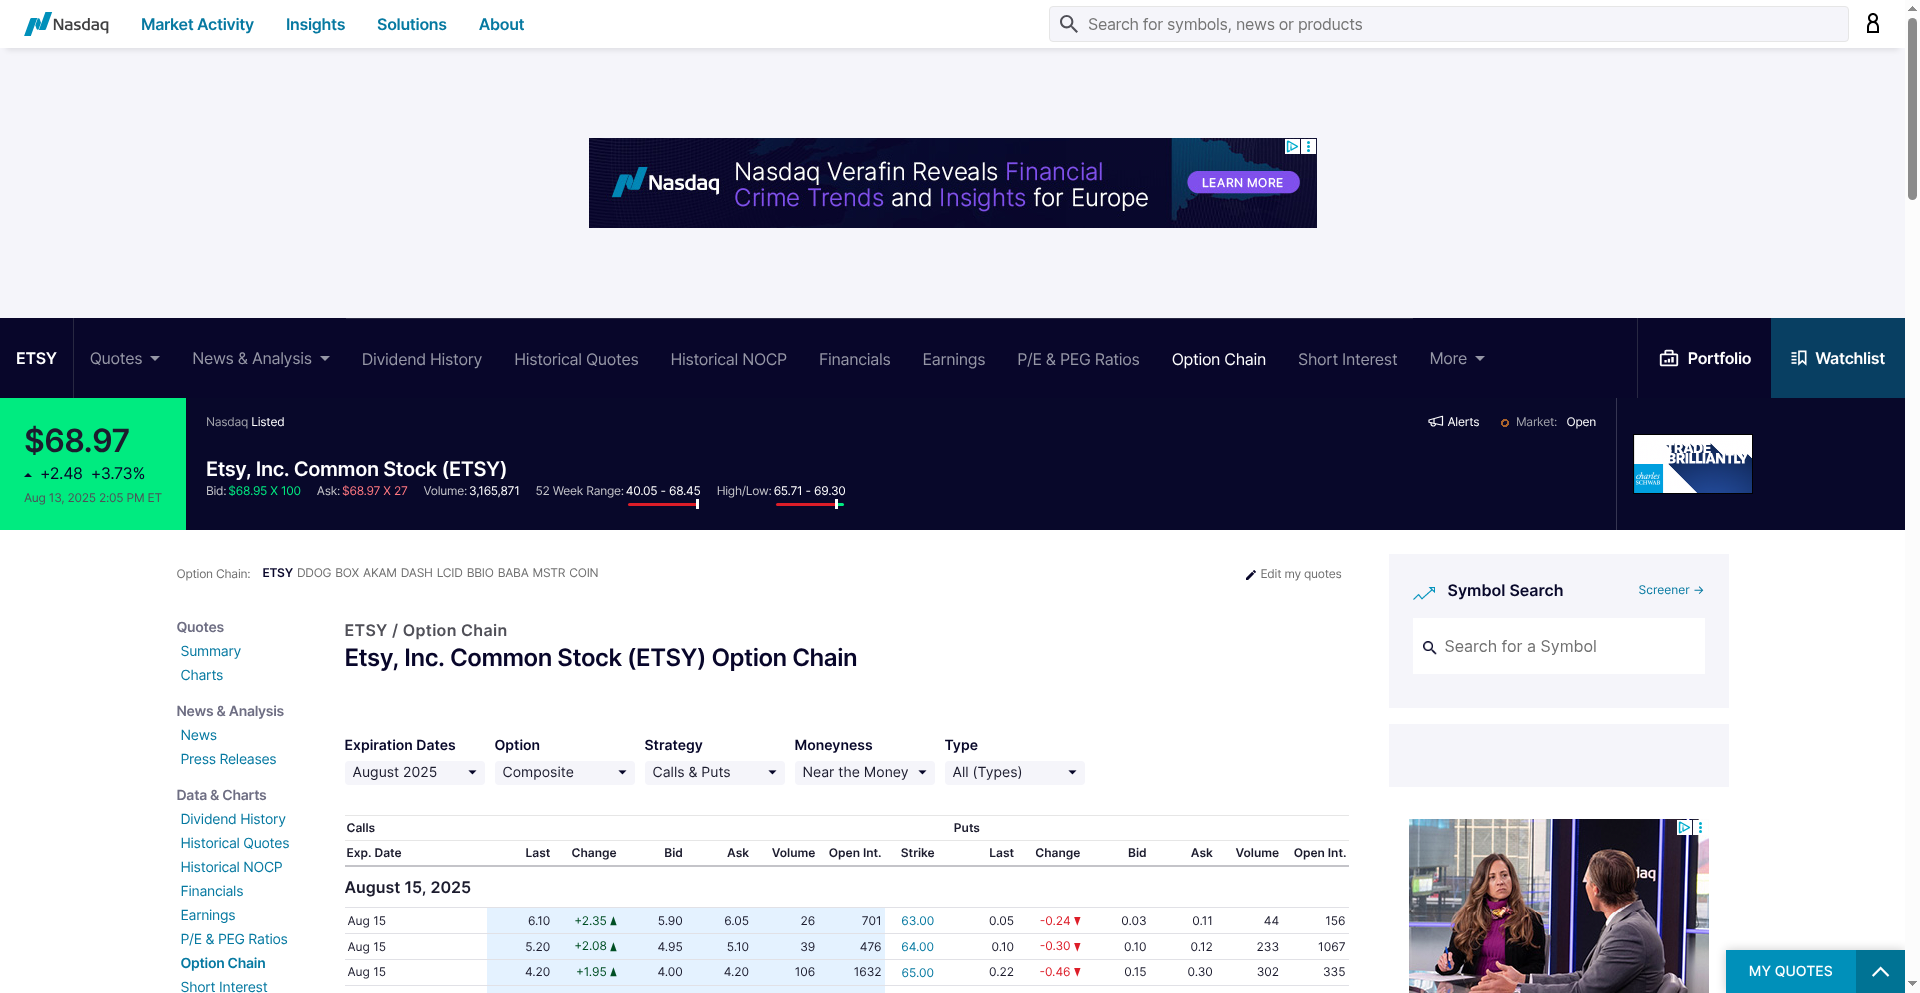 Nasdaq Market Activity Insights Solutions About Search for symbols, news or products
Nasdaq Nasdaq Verafin Reveals Financial
Crime Trends and Insights for Europe
LEARN MORE
ETSY Quotes News & Analysis Dividend History Historical Quotes Historical NOCP Financials Earnings P/E & PEG Ratios Option Chain Short Interest More Portfolio Watchlist
$68.97
+2.48 +3.73%
Aug 13, 2025 2:05 PM ET
Nasdaq Listed
Alerts Market: Open
Etsy, Inc. Common Stock (ETSY)
Bid: $68.95 X 100 Ask: $68.97 X 27 Volume: 3,165,871 52 Week Range: 40.05 - 68.45 High/Low: 65.71 - 69.30
TRADE
BRILLIANTLY
charles
SCHWAB
Option Chain: ETSY DDOG BOX AKAM DASH LCID BBIO BABA MSTR COIN
Edit my quotes
Quotes
Summary
Charts
News & Analysis
News
Press Releases
Data & Charts
Dividend History
Historical Quotes
Historical NOCP
Financials
Earnings
P/E & PEG Ratios
Option Chain
Short Interest
ETSY / Option Chain
Etsy, Inc. Common Stock (ETSY) Option Chain
Expiration Dates Option Strategy Moneyness Type
August 2025 Composite Calls & Puts Near the Money All (Types)
Calls Puts
Exp. Date Last Change Bid Ask Volume Open Int. Strike Last Change Bid Ask Volume Open Int.
August 15, 2025
Aug 15 6.10 +2.35 5.90 6.05 26 701 63.00 0.05 -0.24 0.03 0.11 44 156
Aug 15 5.20 +2.08 4.95 5.10 39 476 64.00 0.10 -0.30 0.10 0.12 233 1067
Aug 15 4.20 +1.95 4.00 4.20 106 1632 65.00 0.22 -0.46 0.15 0.30 302 335
Symbol Search Screener →
Search for a Symbol
daq
MY QUOTES